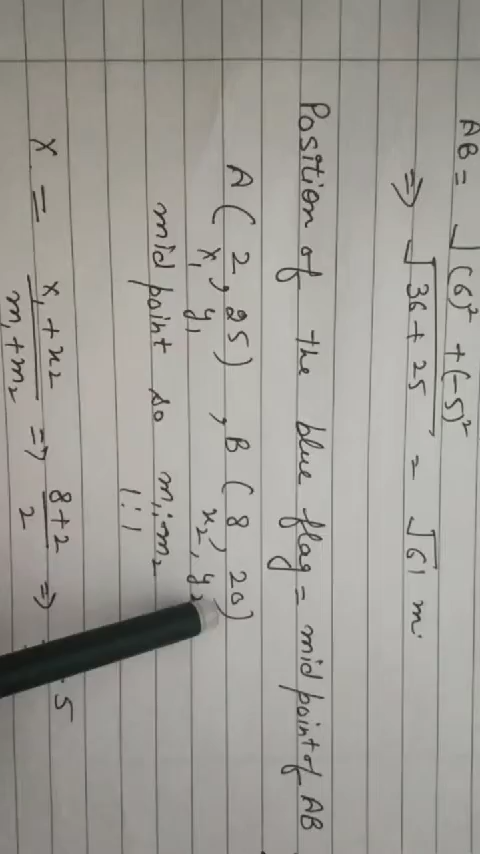 AB = √(6)² + (-5)²
⇒ √36 + 25 = √61 m.
Position of the blue flag = mid point of AB
A ( 2 , 25 ) , B ( 8 , 20 )
x₁ , y₁ x₂ , y₂
mid point so m₁ : m₂
1 : 1
x = x₁ + x₂ / m₁ + m₂ ⇒ 8 + 2 / 2 ⇒ 5